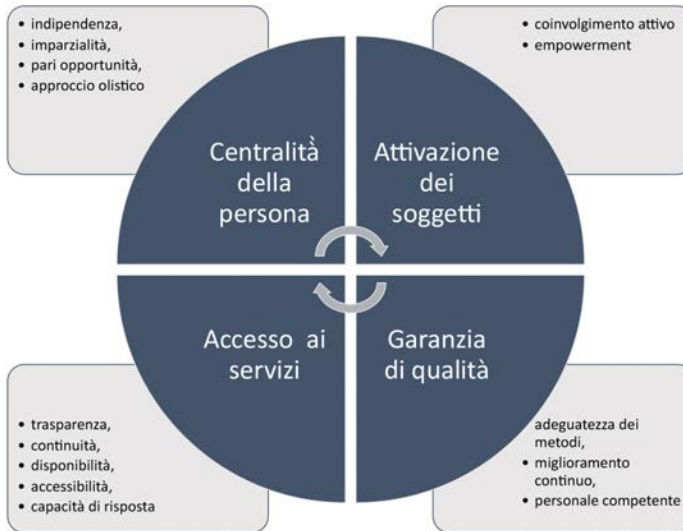 • indipendenza,
• imparzialità,
• pari opportunità,
• approccio olistico
• coinvolgimento attivo
• empowerment
Centralità
della
persona
Attivazione
dei
soggetti
Accesso ai
servizi
Garanzia
di qualità
• trasparenza,
• continuità,
• disponibilità,
• accessibilità,
• capacità di risposta
adeguatezza dei
metodi,
• miglioramento
continuo,
• personale competente